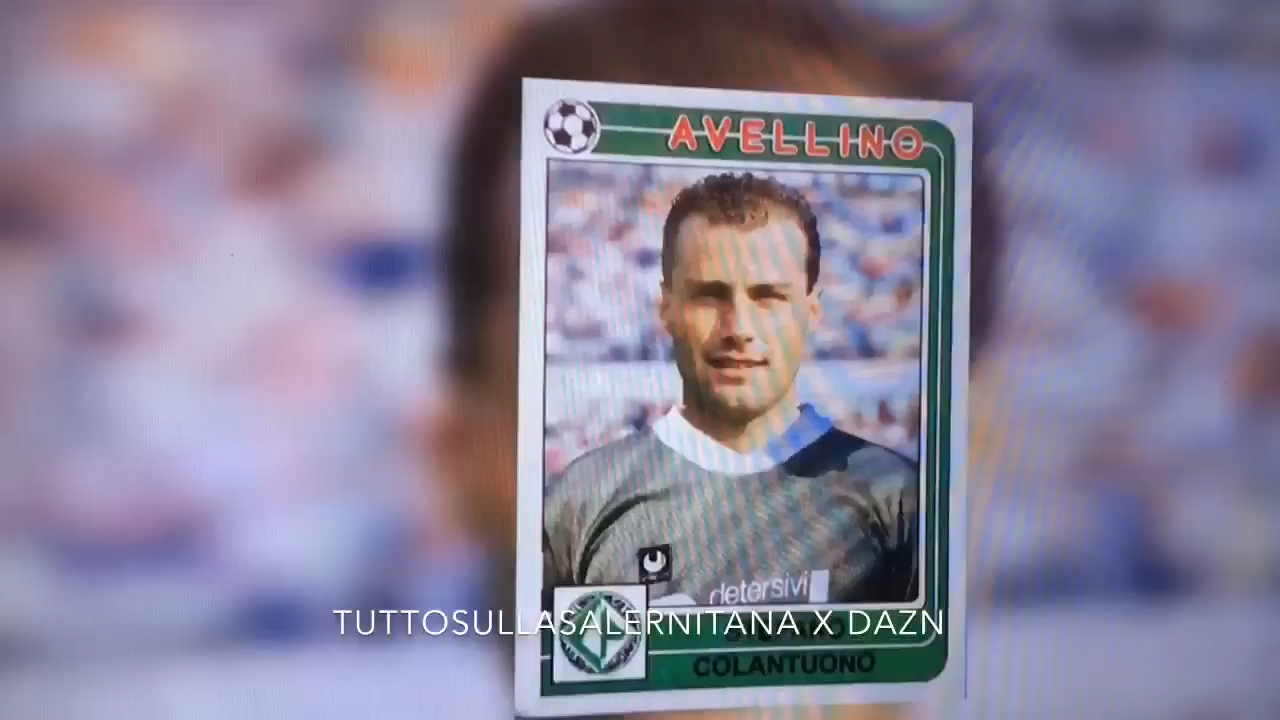 AVELLINO
detersivi
TUTTOSULLASALERNITANA X DAZN
COLANTUONO